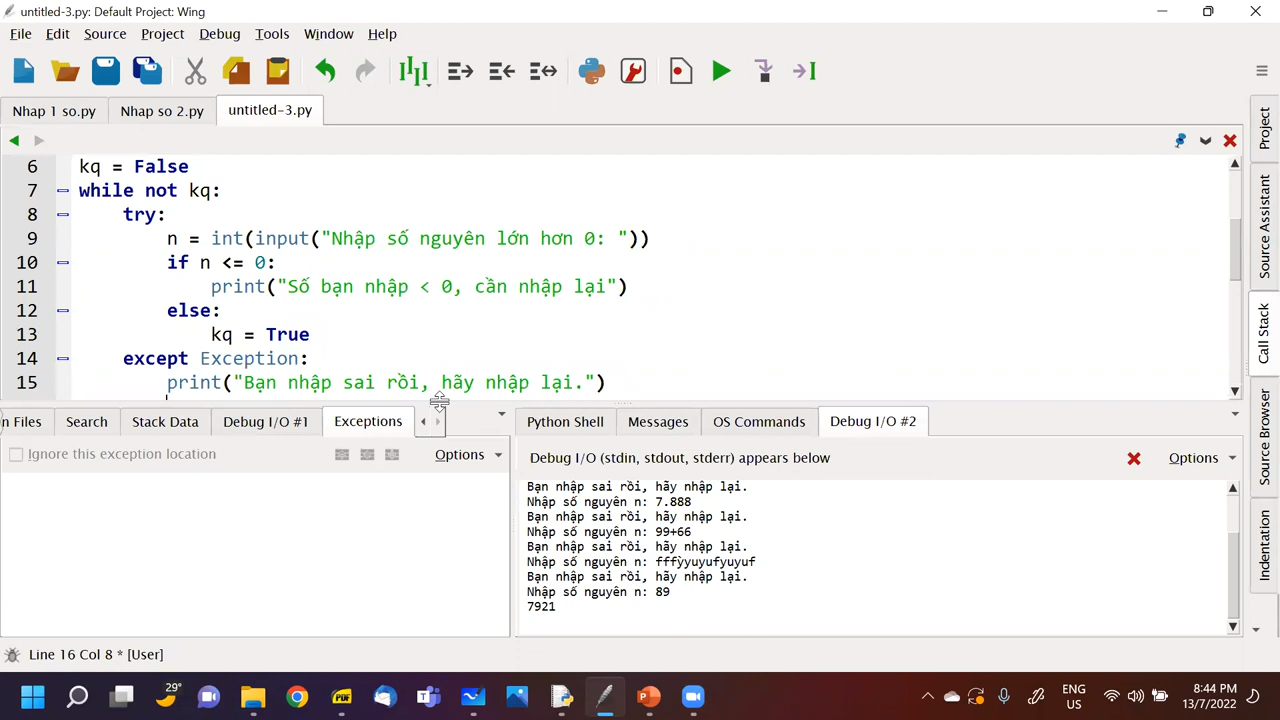 untitled-3.py: Default Project: Wing
File Edit Source Project Debug Tools Window Help
Nhap 1 so.py Nhap so 2.py untitled-3.py
6 kq = False
7 while not kq:
8 try:
9 n = int(input("Nhập số nguyên lớn hơn 0: "))
10 if n <= 0:
11 print("Số bạn nhập < 0, cần nhập lại")
12 else:
13 kq = True
14 except Exception:
15 print("Bạn nhập sai rồi, hãy nhập lại.")
Project
Source Assistant
Call Stack
Source Browser
Indentation
n Files Search Stack Data Debug I/O #1 Exceptions
Ignore this exception location Options
Python Shell Messages OS Commands Debug I/O #2
Debug I/O (stdin, stdout, stderr) appears below Options
Bạn nhập sai rồi, hãy nhập lại.
Nhập số nguyên n: 7.888
Bạn nhập sai rồi, hãy nhập lại.
Nhập số nguyên n: 99+66
Bạn nhập sai rồi, hãy nhập lại.
Nhập số nguyên n: fffỳyuyufyuyuf
Bạn nhập sai rồi, hãy nhập lại.
Nhập số nguyên n: 89
7921
Line 16 Col 8 * [User]
29°
ENG
US
8:44 PM
13/7/2022